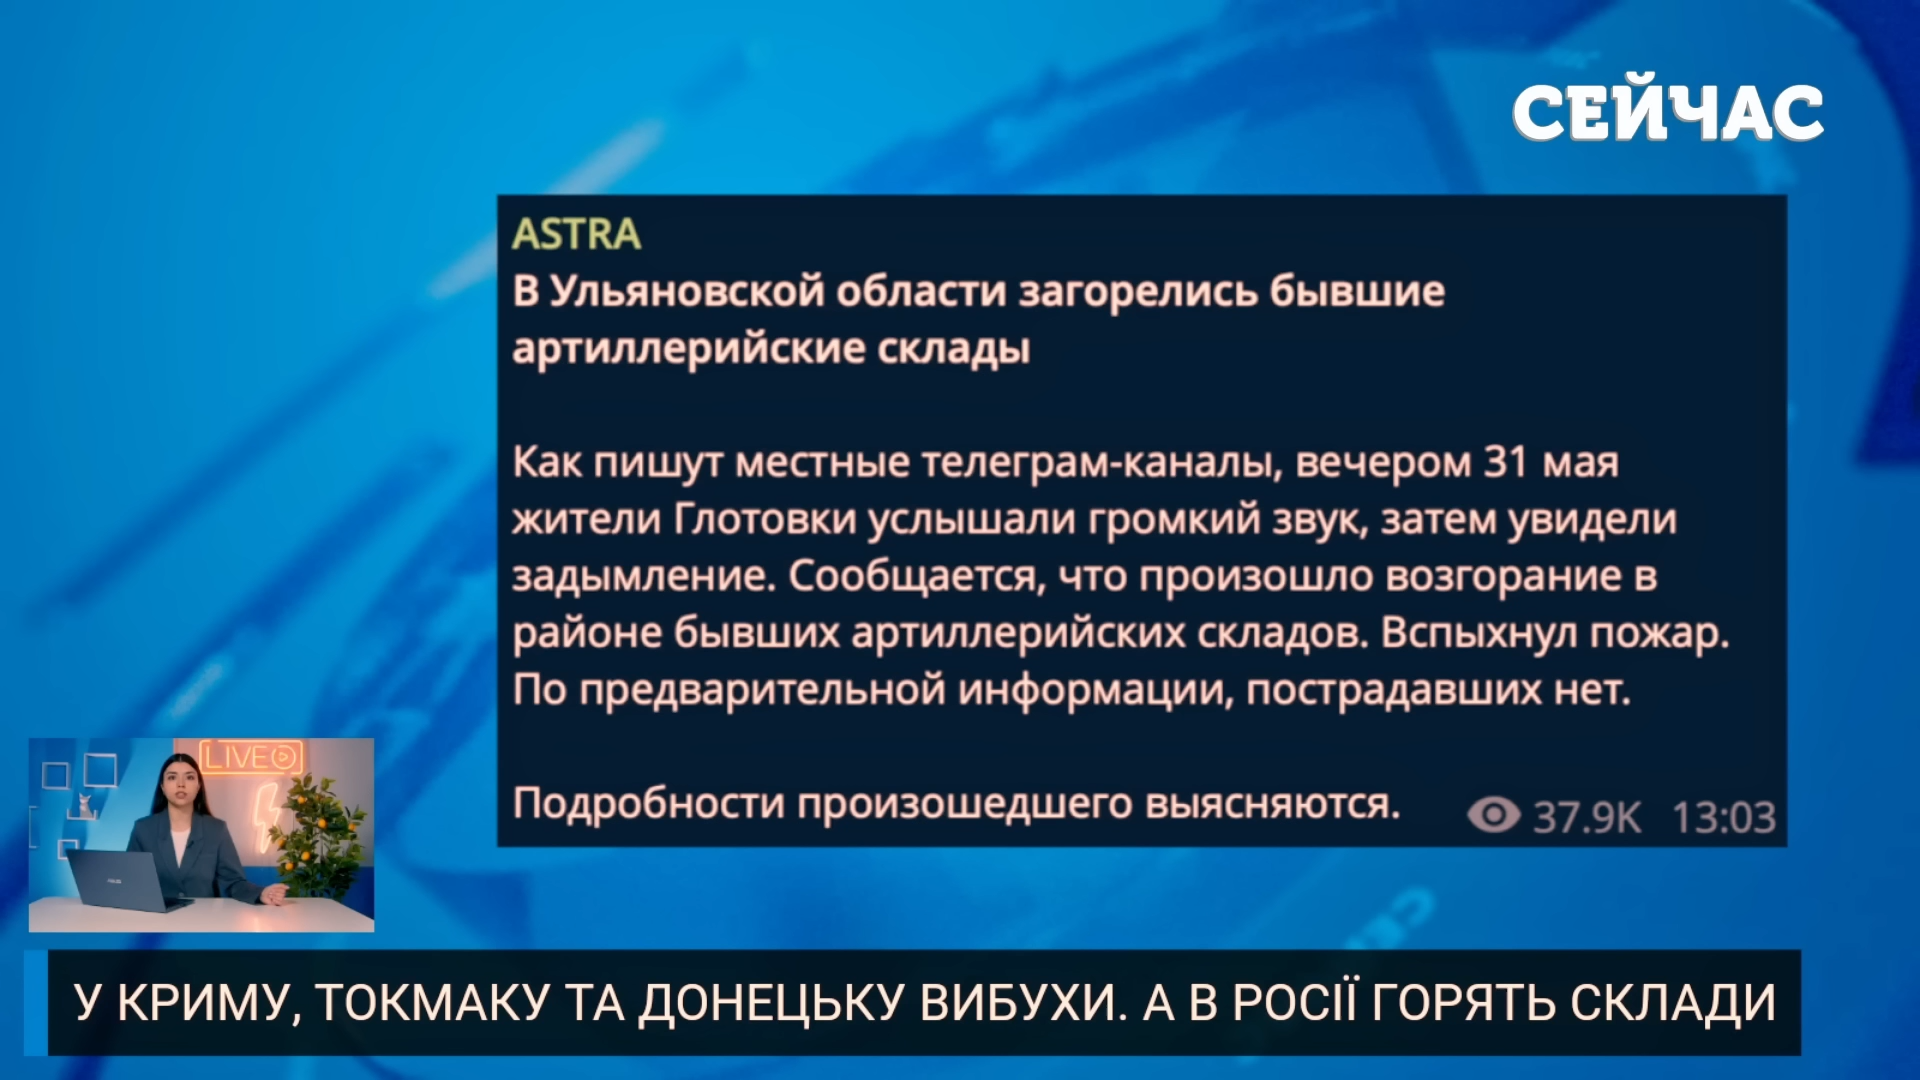 СЕЙЧАС
ASTRA
В Ульяновской области загорелись бывшие
артиллерийские склады
Как пишут местные телеграм-каналы, вечером 31 мая
жители Глотовки услышали громкий звук, затем увидели
задымление. Сообщается, что произошло возгорание в
районе бывших артиллерийских складов. Вспыхнул пожар.
По предварительной информации, пострадавших нет.
Подробности произошедшего выясняются.
37.9K 13:03
LIVE
У КРИМУ, ТОКМАКУ ТА ДОНЕЦЬКУ ВИБУХИ. А В РОСІЇ ГОРЯТЬ СКЛАДИ